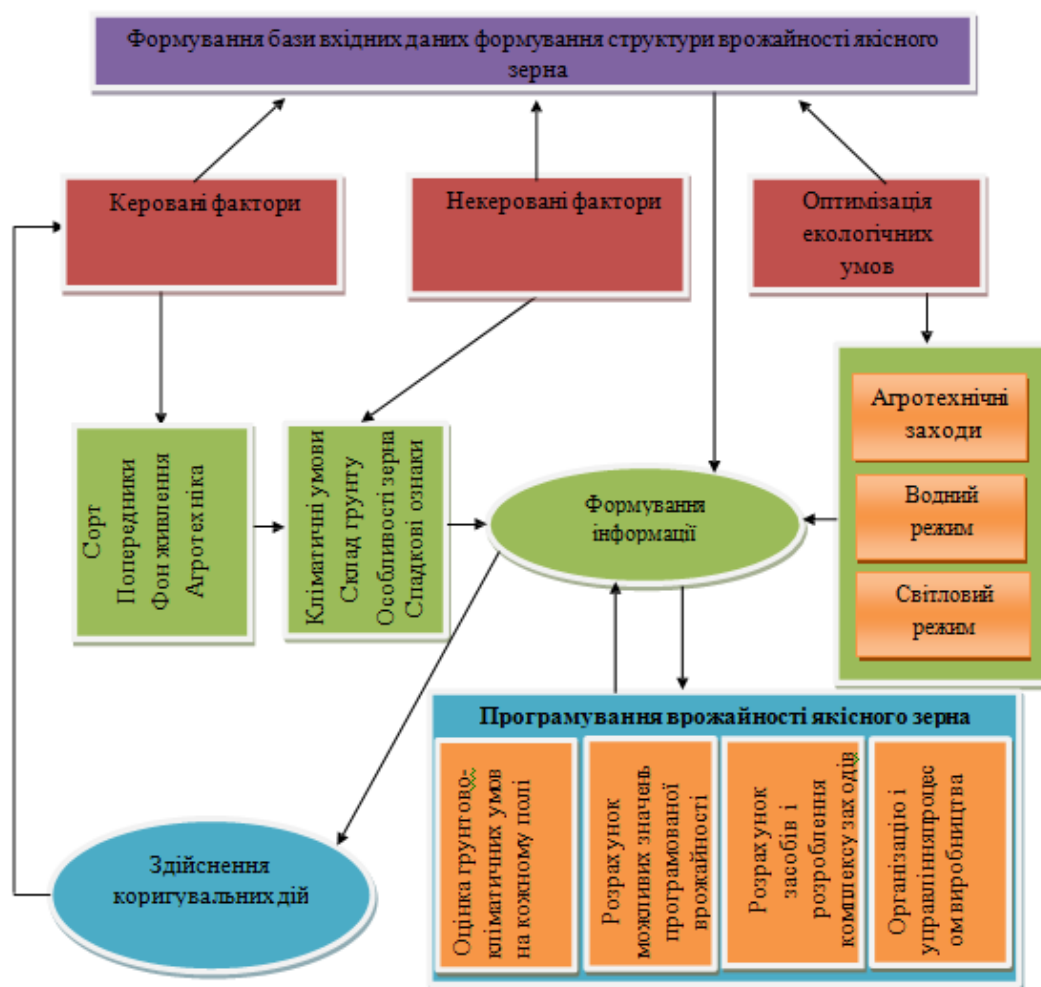 Формування бази вхідних даних формування структури врожайності якісного
зерна
Керовані фактори
Некеровані фактори
Оптимізація
екологічних
умов
Сорт
Попередники
Фон живлення
Агротехніка
Кліматичні умови
Склад грунту
Особливості зерна
Спадкові ознаки
Формування
інформації
Агротехнічні
заходи
Водний
режим
Світловий
режим
Програмування врожайності якісного зерна
Оцінка грунтово-
кліматичних умов
на кожному полі
Розрахунок
можливих значень
програмованої
врожайності
Розрахунок
засобів і
розроблення
комплексу заходів
Організацію і
управлінняпроцес
ом виробництва
Здійснення
коригувальних дій